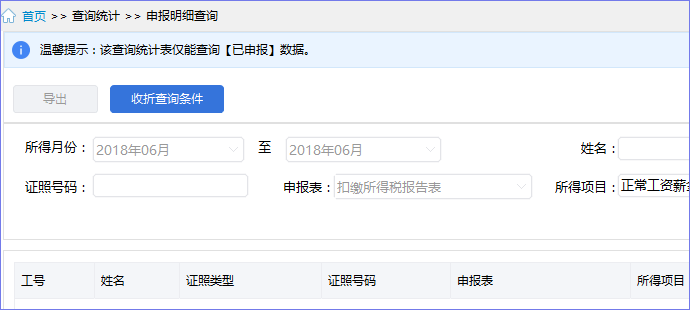 首页 >> 查询统计 >> 申报明细查询
温馨提示：该查询统计表仅能查询【已申报】数据。
导出 收折查询条件
所得月份： 2018年06月 至 2018年06月 姓名：
证照号码： 申报表： 扣缴所得税报告表 所得项目： 正常工资薪金
工号 姓名 证照类型 证照号码 申报表 所得项目